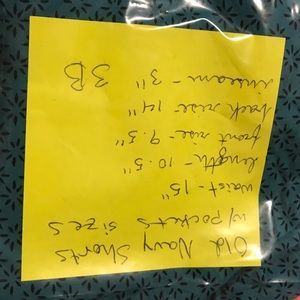 Old Navy Shorts
w/pockets size S
waist - 15"
length - 10.5"
front rise - 9.5"
back rise - 14"
inseam - 3"
3B